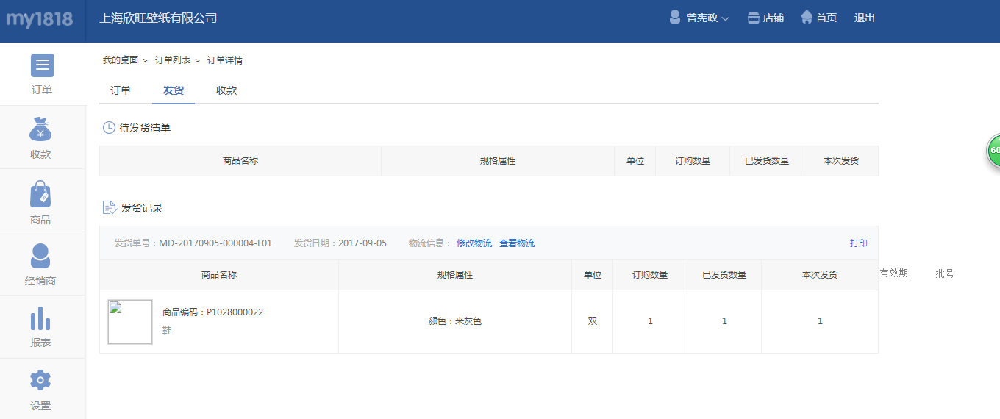 my1818 上海欣旺壁纸有限公司 曾宪政 店铺 首页 退出
我的桌面 > 订单列表 > 订单详情
订单 发货 收款
订单
收款
商品
经销商
报表
设置
待发货清单
商品名称 规格属性 单位 订购数量 已发货数量 本次发货
发货记录
发货单号：MD-20170905-000004-F01 发货日期：2017-09-05 物流信息： 修改物流 查看物流 打印
商品名称 规格属性 单位 订购数量 已发货数量 本次发货 有效期 批号
商品编码：P1028000022
鞋
颜色：米灰色 双 1 1 1
60